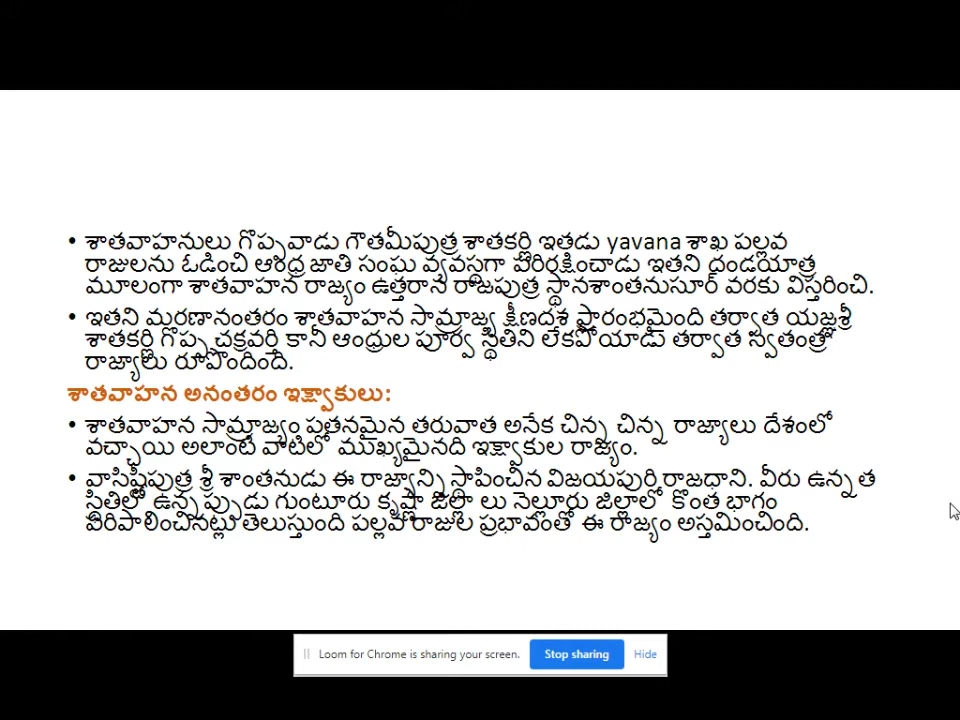 • శాతవాహనులు గొప్పవాడు గౌతమీపుత్ర శాతకర్ణి ఇతడు yavana శాఖ పల్లవ
రాజులను ఓడించి ఆంధ్ర జాతి సంఘ వ్యవస్థగా పరిరక్షించాడు ఇతని దండయాత్ర
మూలంగా శాతవాహన రాజ్యం ఉత్తరాన రాజపుత్ర స్థానశాంతనుసూర్ వరకు విస్తరించి.
• ఇతని మరణానంతరం శాతవాహన సామ్రాజ్య క్షీణదశ ప్రారంభమైంది తర్వాత యజ్ఞశ్రీ
శాతకర్ణి గొప్పచక్రవర్తి కానీ ఆంధ్రుల పూర్వ స్థితిని లేకపోయాడు తర్వాత స్వతంత్ర
రాజ్యాలు రూపొందింది.
శాతవాహన అనంతరం ఇక్ష్వాకులు:
• శాతవాహన సామ్రాజ్యం పతనమైన తరువాత అనేక చిన్న చిన్న రాజ్యాలు దేశంలో
వచ్చాయి అలాంటి వాటిలో ముఖ్యమైనది ఇక్ష్వాకుల రాజ్యం.
• వాసిష్టీపుత్ర శ్రీ శాంతనుడు ఈ రాజ్యాన్ని స్థాపించిన విజయపురి రాజధాని. వీరు ఉన్నత
స్థితిలో ఉన్నప్పుడు గుంటూరు కృష్ణా జిల్లా లు నెల్లూరు జిల్లాలో కొంత భాగం
పరిపాలించినట్లు తెలుస్తుంది పల్లవ రాజుల ప్రభావంతో ఈ రాజ్యం అస్తమించింది.
Loom for Chrome is sharing your screen. Stop sharing Hide